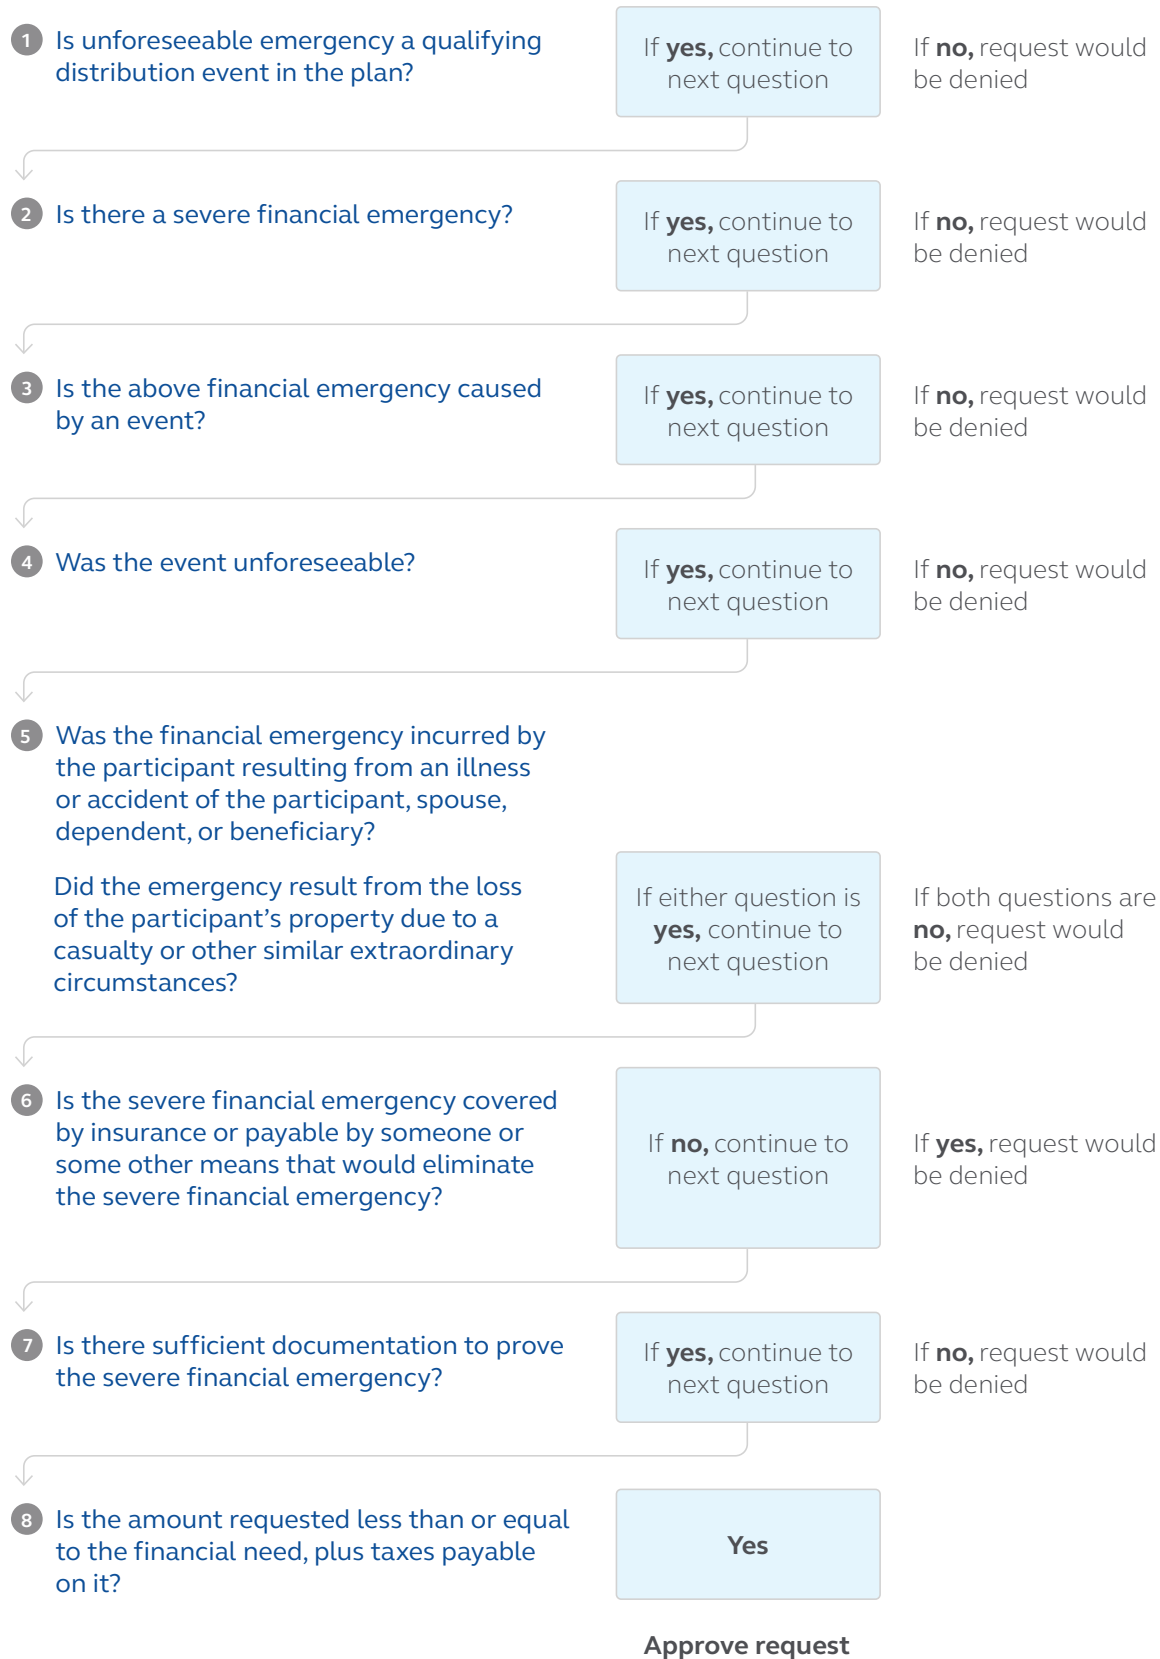 1 Is unforeseeable emergency a qualifying
distribution event in the plan?
If yes, continue to
next question
If no, request would
be denied
2 Is there a severe financial emergency?
If yes, continue to
next question
If no, request would
be denied
3 Is the above financial emergency caused
by an event?
If yes, continue to
next question
If no, request would
be denied
4 Was the event unforeseeable?
If yes, continue to
next question
If no, request would
be denied
5 Was the financial emergency incurred by
the participant resulting from an illness
or accident of the participant, spouse,
dependent, or beneficiary?
Did the emergency result from the loss
of the participant’s property due to a
casualty or other similar extraordinary
circumstances?
If either question is
yes, continue to
next question
If both questions are
no, request would
be denied
6 Is the severe financial emergency covered
by insurance or payable by someone or
some other means that would eliminate
the severe financial emergency?
If no, continue to
next question
If yes, request would
be denied
7 Is there sufficient documentation to prove
the severe financial emergency?
If yes, continue to
next question
If no, request would
be denied
8 Is the amount requested less than or equal
to the financial need, plus taxes payable
on it?
Yes
Approve request